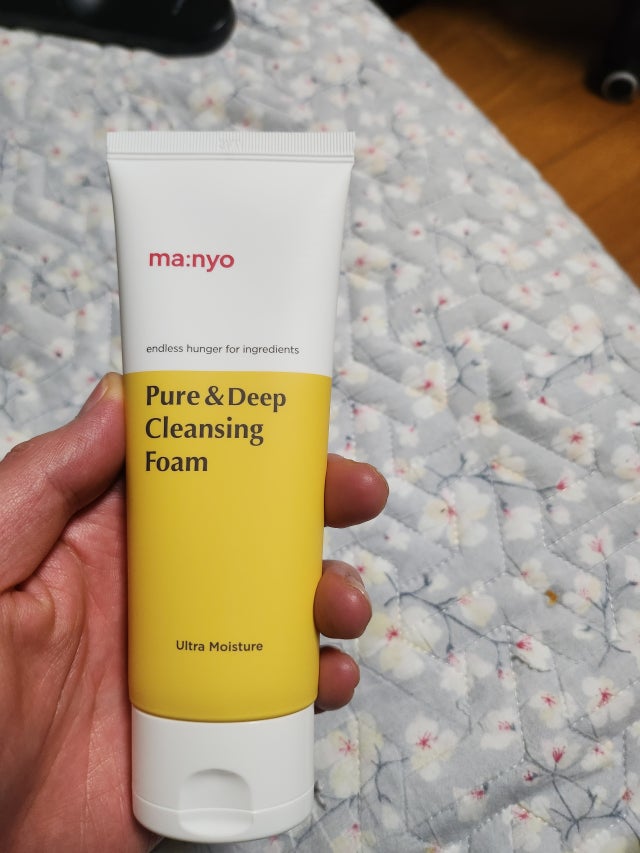 ma:nyo
endless hunger for ingredients
Pure & Deep
Cleansing
Foam
Ultra Moisture